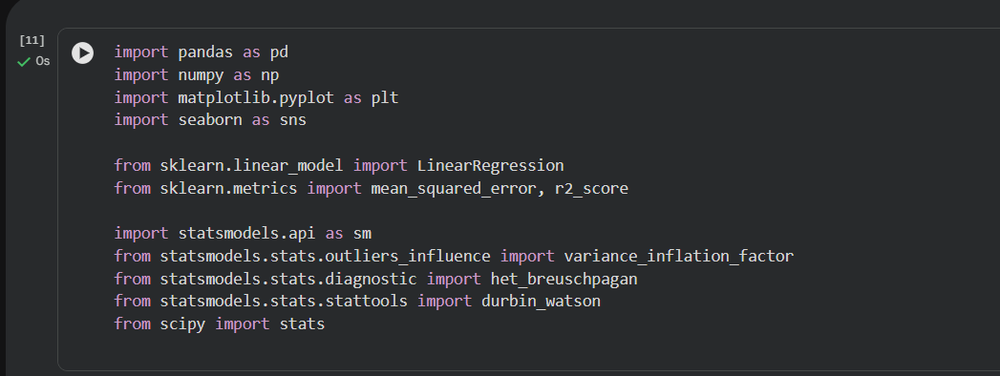 [11]
0s
import pandas as pd
import numpy as np
import matplotlib.pyplot as plt
import seaborn as sns
from sklearn.linear_model import LinearRegression
from sklearn.metrics import mean_squared_error, r2_score
import statsmodels.api as sm
from statsmodels.stats.outliers_influence import variance_inflation_factor
from statsmodels.stats.diagnostic import het_breuschpagan
from statsmodels.stats.stattools import durbin_watson
from scipy import stats